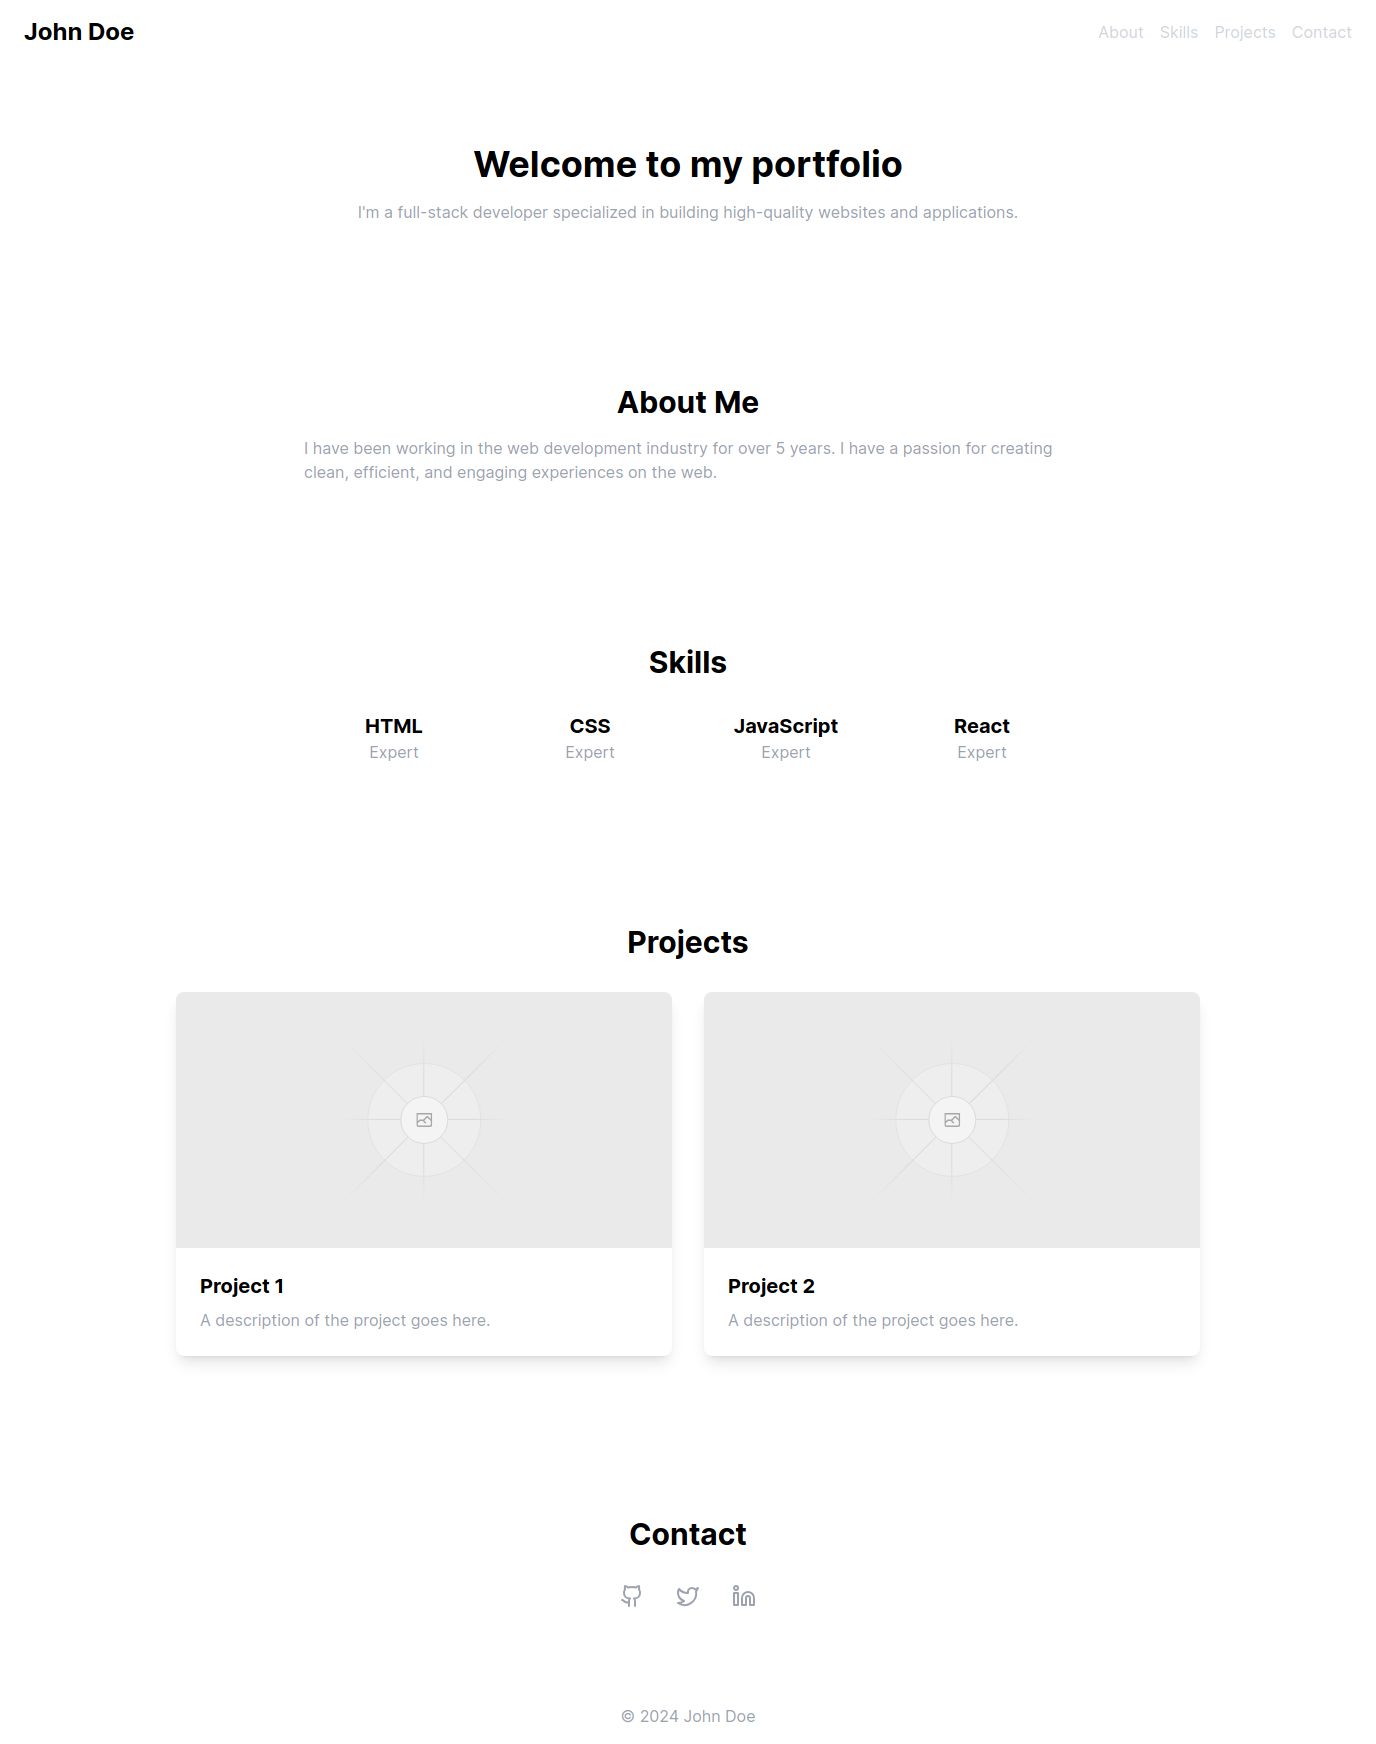 John Doe
About Skills Projects Contact
Welcome to my portfolio
I'm a full-stack developer specialized in building high-quality websites and applications.
About Me
I have been working in the web development industry for over 5 years. I have a passion for creating
clean, efficient, and engaging experiences on the web.
Skills
HTML
Expert
CSS
Expert
JavaScript
Expert
React
Expert
Projects
Project 1
A description of the project goes here.
Project 2
A description of the project goes here.
Contact
© 2024 John Doe